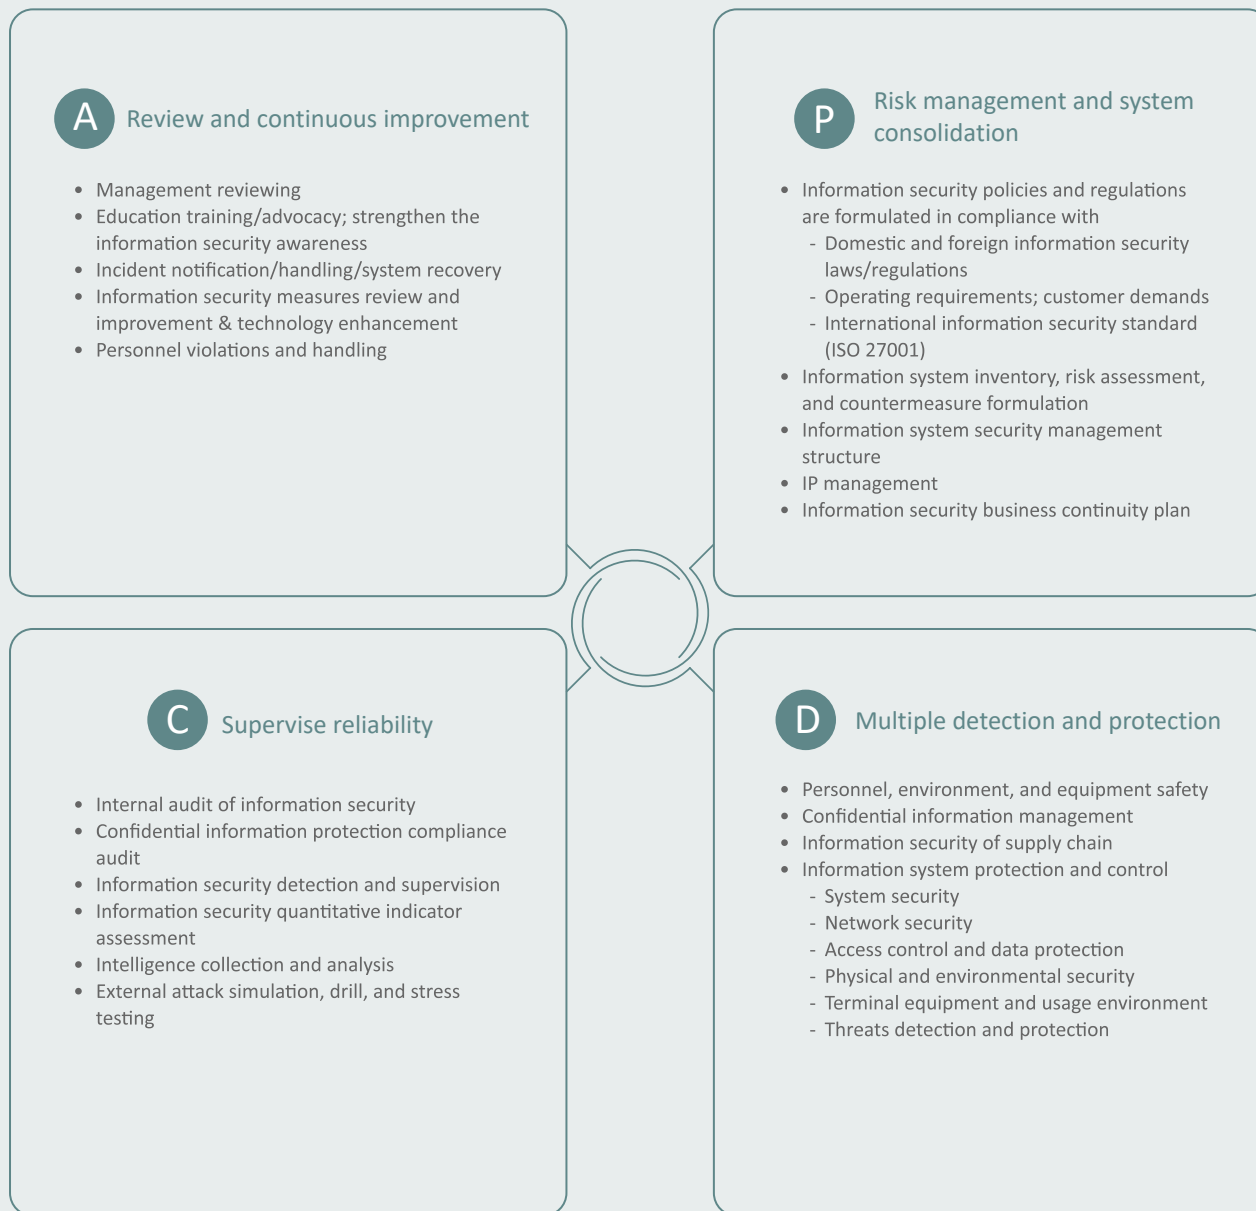 A
Review and continuous improvement
• Management reviewing
• Education training/advocacy; strengthen the
information security awareness
• Incident notification/handling/system recovery
• Information security measures review and
improvement & technology enhancement
• Personnel violations and handling
P
Risk management and system
consolidation
• Information security policies and regulations
are formulated in compliance with
- Domestic and foreign information security
laws/regulations
- Operating requirements; customer demands
- International information security standard
(ISO 27001)
• Information system inventory, risk assessment,
and countermeasure formulation
• Information system security management
structure
• IP management
• Information security business continuity plan
C
Supervise reliability
• Internal audit of information security
• Confidential information protection compliance
audit
• Information security detection and supervision
• Information security quantitative indicator
assessment
• Intelligence collection and analysis
• External attack simulation, drill, and stress
testing
D
Multiple detection and protection
• Personnel, environment, and equipment safety
• Confidential information management
• Information security of supply chain
• Information system protection and control
- System security
- Network security
- Access control and data protection
- Physical and environmental security
- Terminal equipment and usage environment
- Threats detection and protection